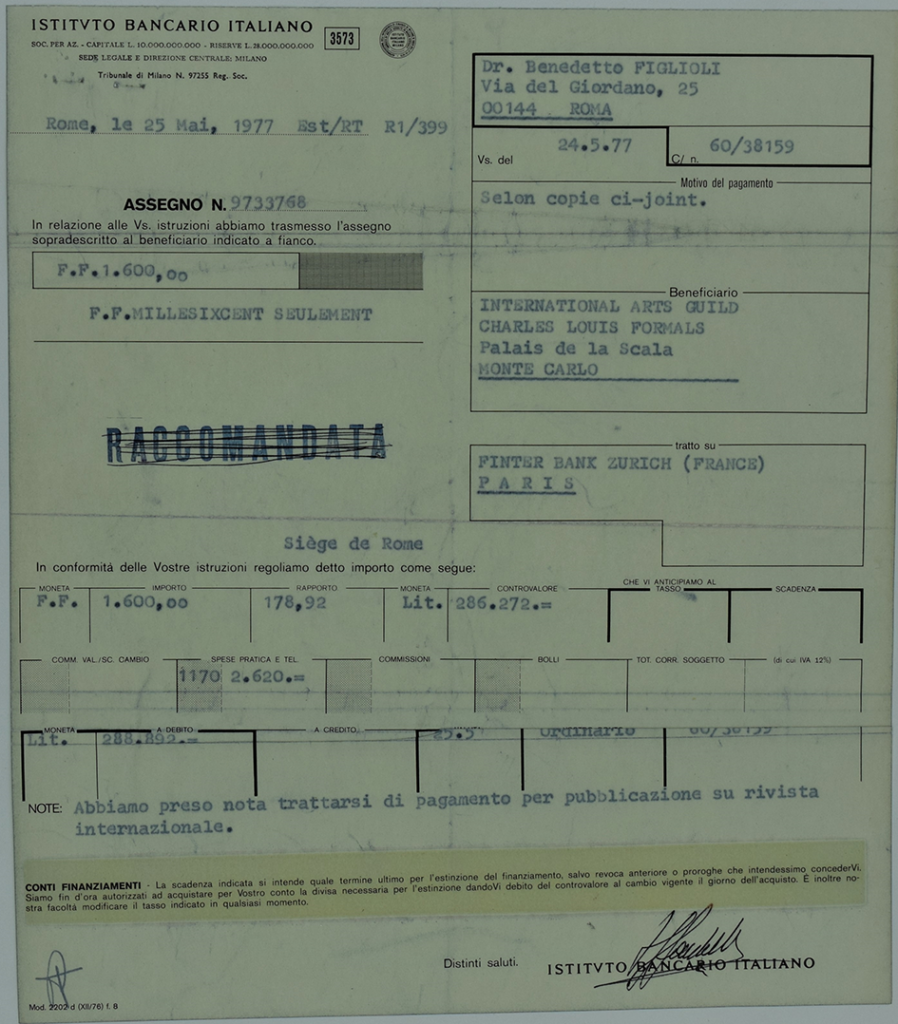 ISTITVTO BANCARIO ITALIANO
SOC. PER AZ. - CAPITALE L. 10.000.000.000 - RISERVE L. 28.000.000.000
SEDE LEGALE E DIREZIONE CENTRALE: MILANO
Tribunale di Milano N. 97255 Reg. Soc.
3573
Rome, le 25 Mai, 1977 Est/RT R1/399
Dr. Benedetto FIGLIOLI
Via del Giordano, 25
00144 ROMA
Vs. del 24.5.77 C/ n. 60/38159
ASSEGNO N. 9733768
In relazione alle Vs. istruzioni abbiamo trasmesso l'assegno
sopradescritto al beneficiario indicato a fianco.
F.F.1.600,00
F.F.MILLESIXCENT SEULEMENT
Motivo del pagamento
Selon copie ci-joint.
Beneficiario
INTERNATIONAL ARTS GUILD
CHARLES LOUIS FORMALS
Palais de la Scala
MONTE CARLO
RACCOMANDATA
tratto su
FINTER BANK ZURICH (FRANCE)
PARIS
Siège de Rome
In conformità delle Vostre istruzioni regoliamo detto importo come segue:
MONETA IMPORTO RAPPORTO MONETA CONTROVALORE CHE VI ANTICIPIAMO AL TASSO SCADENZA
F.F. 1.600,00 178,92 Lit. 286.272.=
COMM. VAL./SC. CAMBIO SPESE PRATICA E TEL. COMMISSIONI BOLLI TOT. CORR. SOGGETTO (di cui IVA 12%)
1170 2.620.=
MONETA A DEBITO A CREDITO
Lit. 288.892.= 25.5 Ordinario 60/38159
NOTE: Abbiamo preso nota trattarsi di pagamento per pubblicazione su rivista
internazionale.
CONTI FINANZIAMENTI - La scadenza indicata si intende quale termine ultimo per l'estinzione del finanziamento, salvo revoca anteriore o proroghe che intendessimo concederVi.
Siamo fin d'ora autorizzati ad acquistare per Vostro conto la divisa necessaria per l'estinzione dandoVi debito del controvalore al cambio vigente il giorno dell'acquisto. È inoltre no-
stra facoltà modificare il tasso indicato in qualsiasi momento.
Distinti saluti. ISTITVTO BANCARIO ITALIANO
Mod. 2202 d (XII/76) f. 8